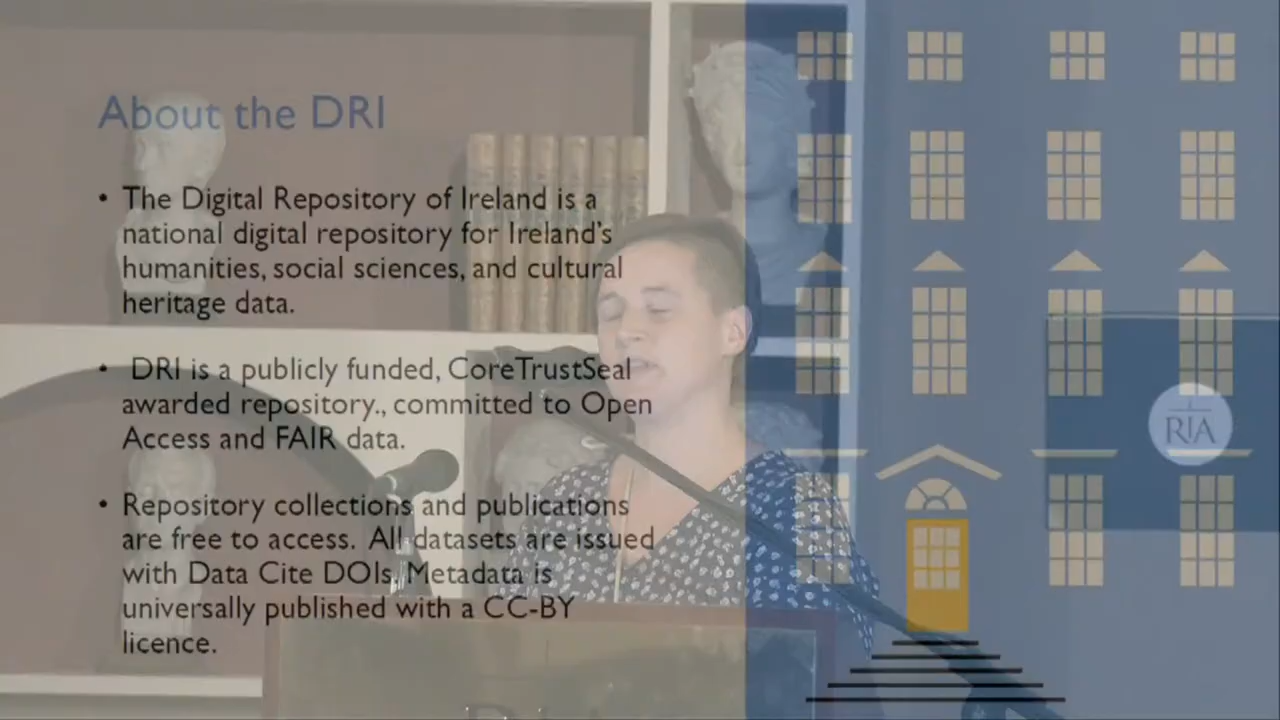 About the DRI
• The Digital Repository of Ireland is a
national digital repository for Ireland's
humanities, social sciences, and cultural
heritage data.
• DRI is a publicly funded, CoreTrustSeal
awarded repository., committed to Open
Access and FAIR data.
• Repository collections and publications
are free to access. All datasets are issued
with Data Cite DOIs. Metadata is
universally published with a CC-BY
licence.
RIA